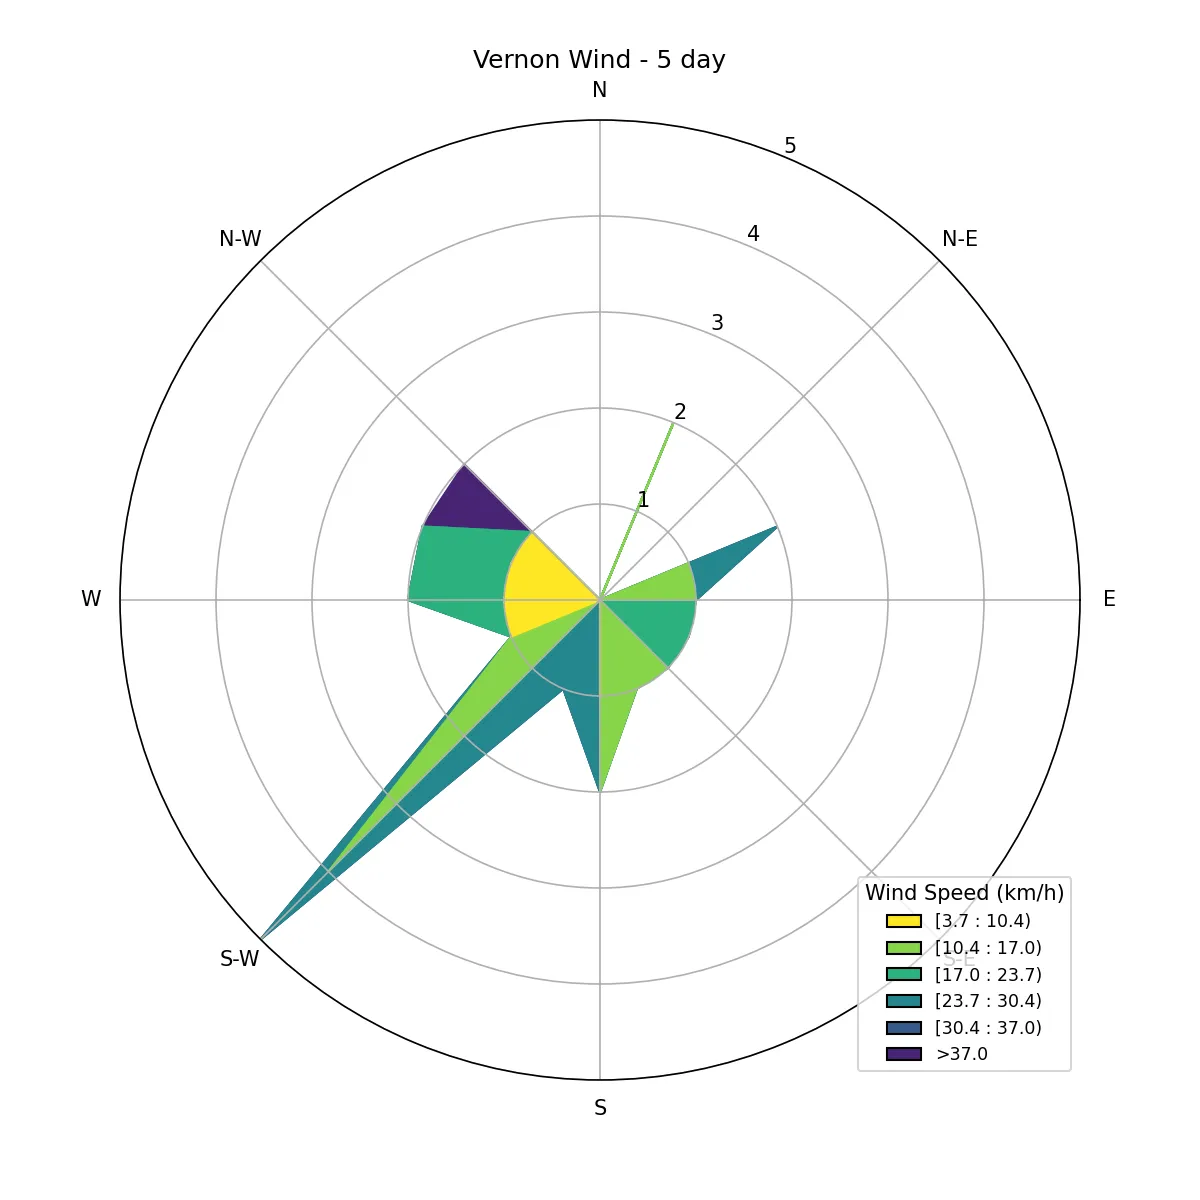 Vernon Wind - 5 day
N
5
N-W
N-E
4
3
2
1
W
E
S-W
S-E
Wind Speed (km/h)
[3.7 : 10.4)
[10.4 : 17.0)
[17.0 : 23.7)
[23.7 : 30.4)
[30.4 : 37.0)
>37.0
S